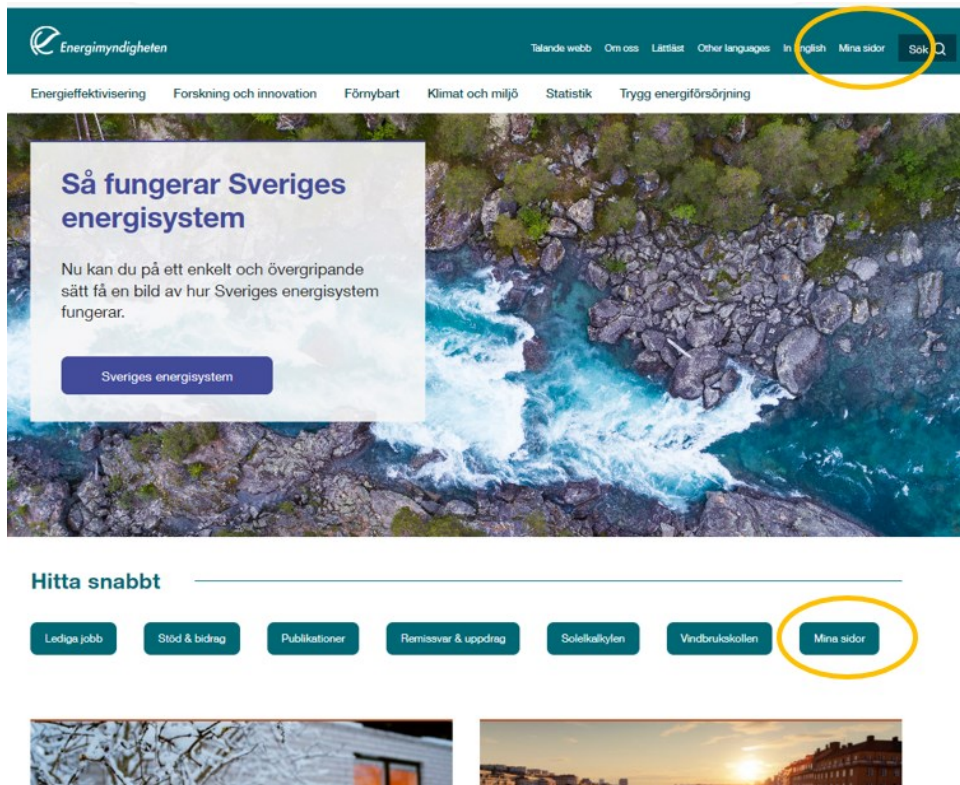 Energimyndigheten
Talande webb Om oss Lättläst Other languages In English Mina sidor Sök
Energieffektivisering Forskning och innovation Förnybart Klimat och miljö Statistik Trygg energiförsörjning
Så fungerar Sveriges
energisystem
Nu kan du på ett enkelt och övergripande
sätt få en bild av hur Sveriges energisystem
fungerar.
Sveriges energisystem
Hitta snabbt
Lediga jobb Stöd & bidrag Publikationer Remissvar & uppdrag Solelkalkylen Vindbrukskollen Mina sidor